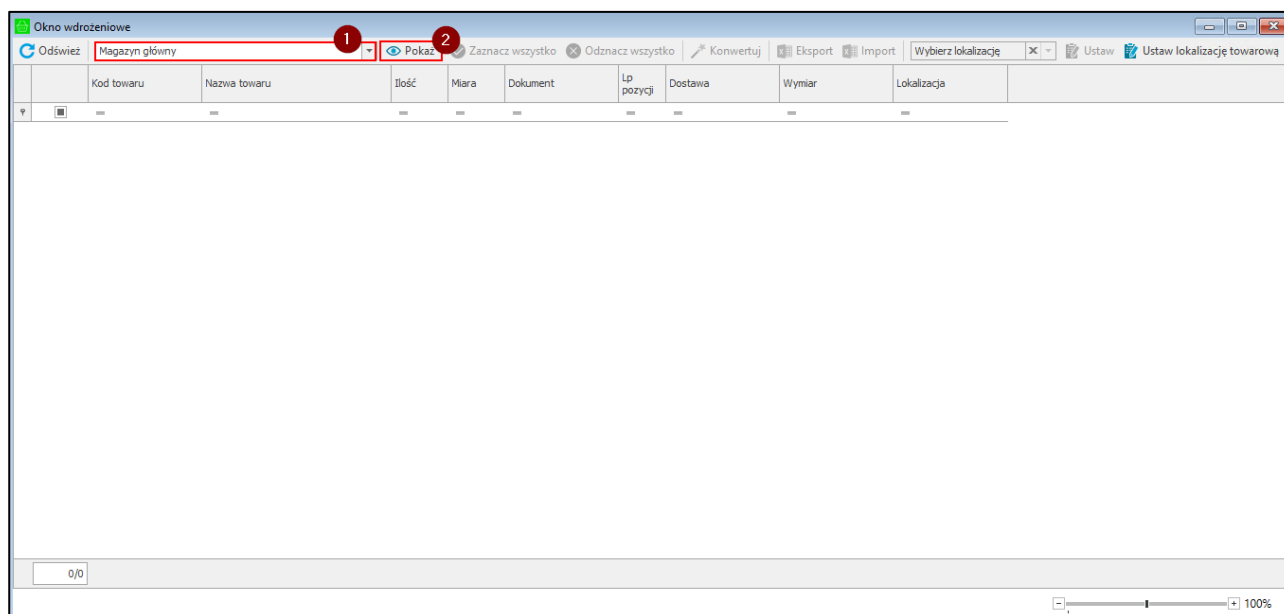 Okno wdrożeniowe
1 2
Odśwież Magazyn główny Pokaż Zaznacz wszystko Odznacz wszystko Konwertuj Eksport Import Wybierz lokalizację Ustaw Ustaw lokalizację towarową
Kod towaru Nazwa towaru Ilość Miara Dokument Lp pozycji Dostawa Wymiar Lokalizacja
0/0
100%